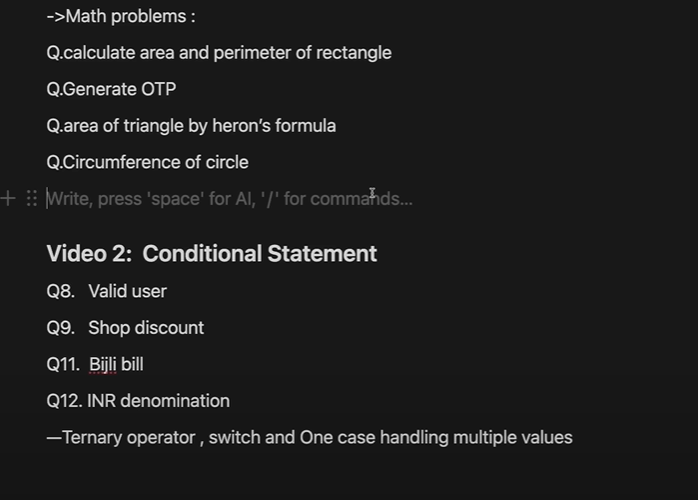 ->Math problems :
Q.calculate area and perimeter of rectangle
Q.Generate OTP
Q.area of triangle by heron's formula
Q.Circumference of circle
Write, press 'space' for AI, '/' for commands...
Video 2:  Conditional Statement
Q8.   Valid user
Q9.   Shop discount
Q11.  Bijli bill
Q12. INR denomination
—Ternary operator , switch and One case handling multiple values